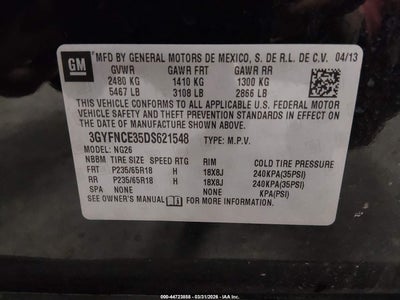 GM
MFD BY GENERAL MOTORS DE MEXICO, S. DE R.L. DE C.V. 04/13
GVWR GAWR FRT GAWR RR
2480 KG 1410 KG 1300 KG
5467 LB 3108 LB 2866 LB
THIS VEHICLE CONFORMS TO ALL APPLICABLE U.S. FEDERAL MOTOR
VEHICLE SAFETY AND THEFT PREVENTION STANDARDS IN EFFECT ON
THE DATE OF MANUFACTURE SHOWN ABOVE.
3GYFNCE35DS621548 TYPE: M.P.V.
MODEL: NG26
NBBM TIRE SIZE SPEED RTG RIM COLD TIRE PRESSURE
FRT P235/65R18 H 18X8J 240KPA(35PSI)
RR P235/65R18 H 18X8J 240KPA(35PSI)
SPA NONE NONE KPA(PSI)
SEE OWNER'S MANUAL FOR ADDITIONAL INFORMATION.
000-44723888 - 03/31/2026 - IAA Inc.